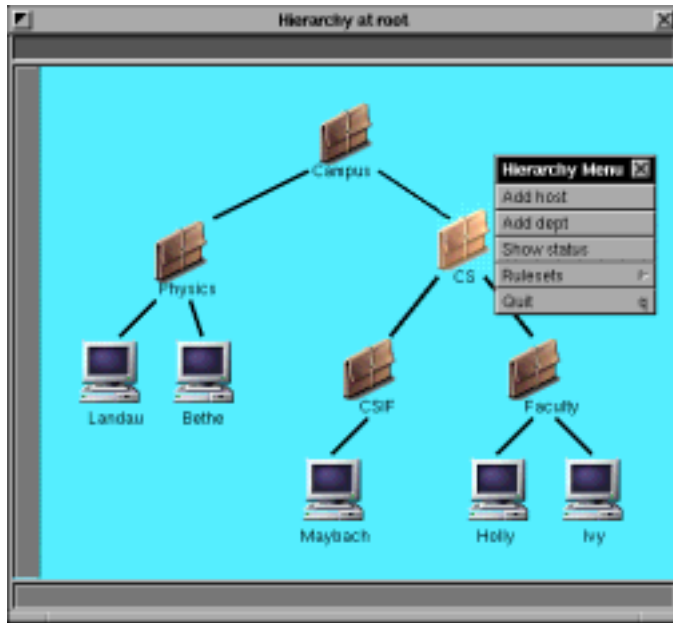 Hierarchy at root
Campus
Hierarchy Menu
Add host
Add dept
Show status
Rulesets
Quit q
Physics
CS
Landau
Bethe
CSIF
Faculty
Maybach
Holly
Ivy